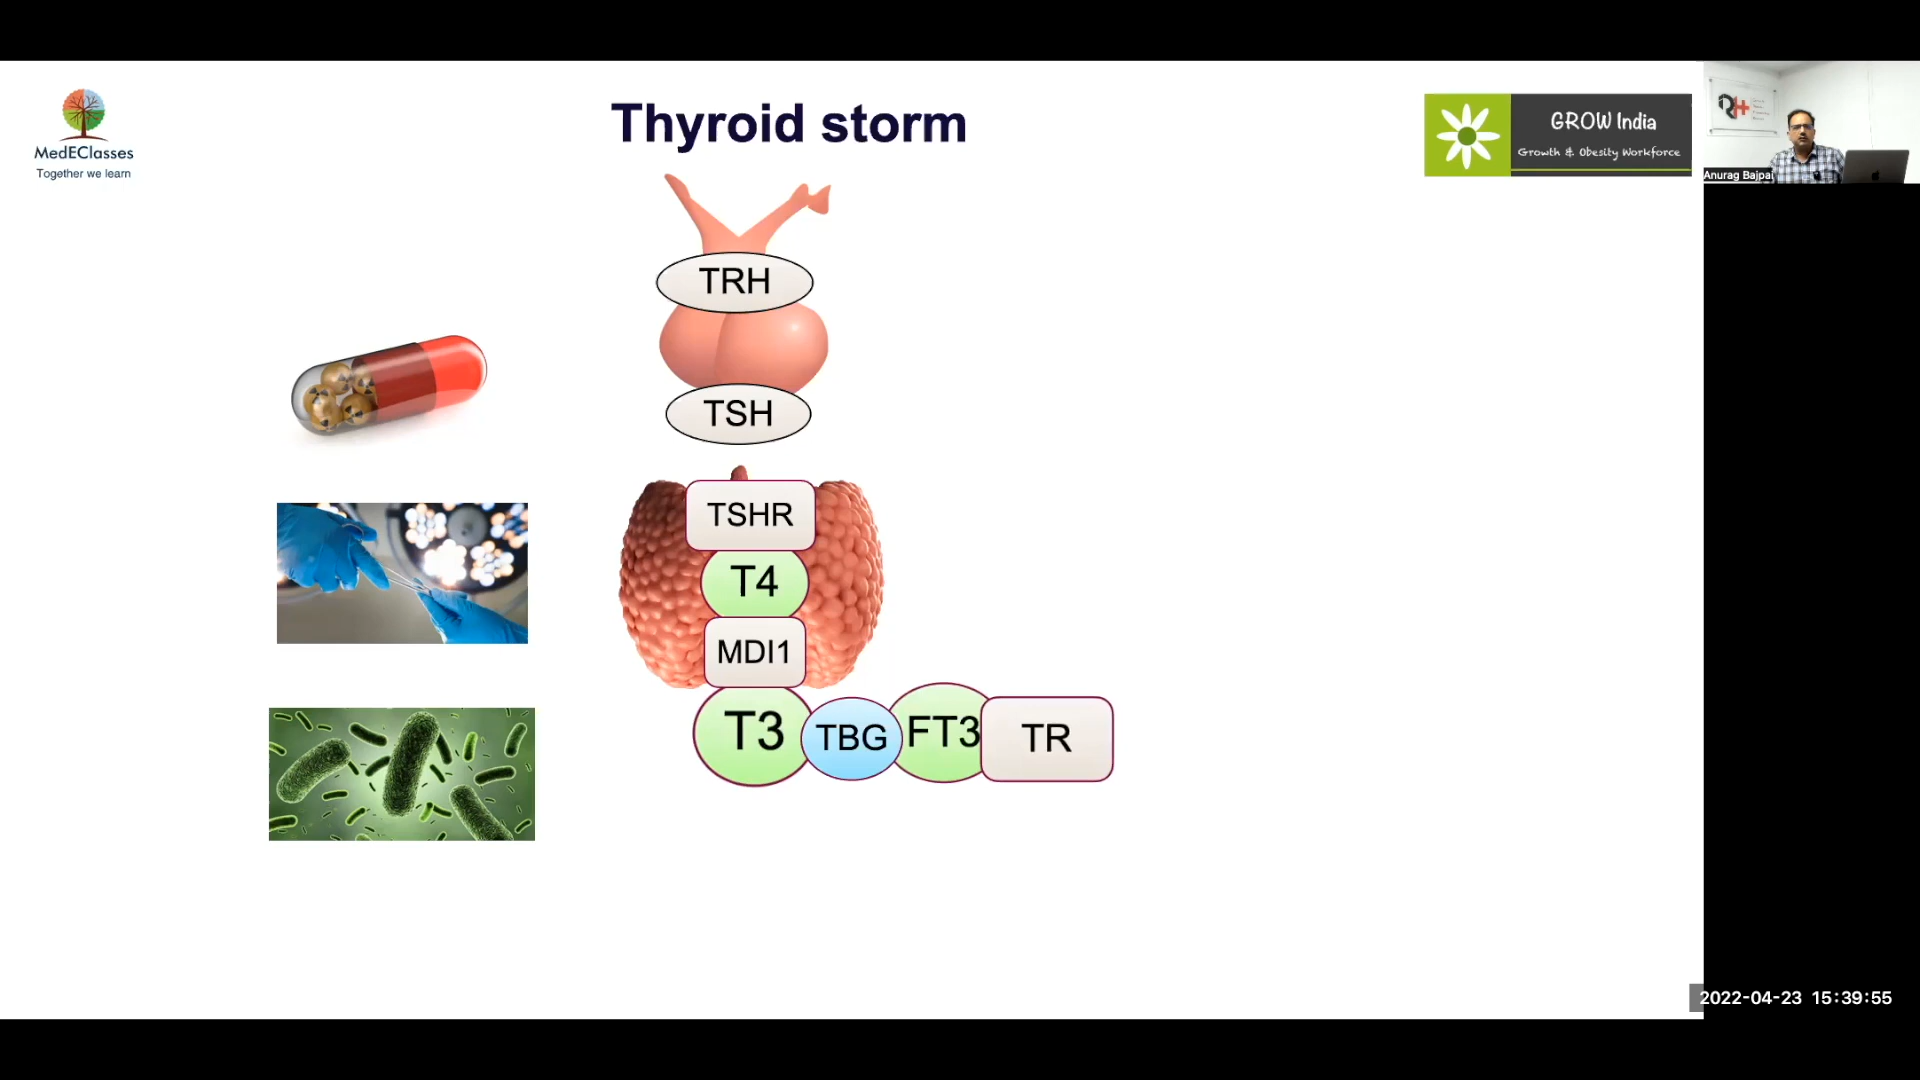 Thyroid storm
MedEClasses
Together we learn
GROW India
Growth & Obesity Workforce
RH+
Anurag Bajpai
TRH
TSH
TSHR
T4
MDI1
T3
TBG
FT3
TR
2022-04-23 15:39:55